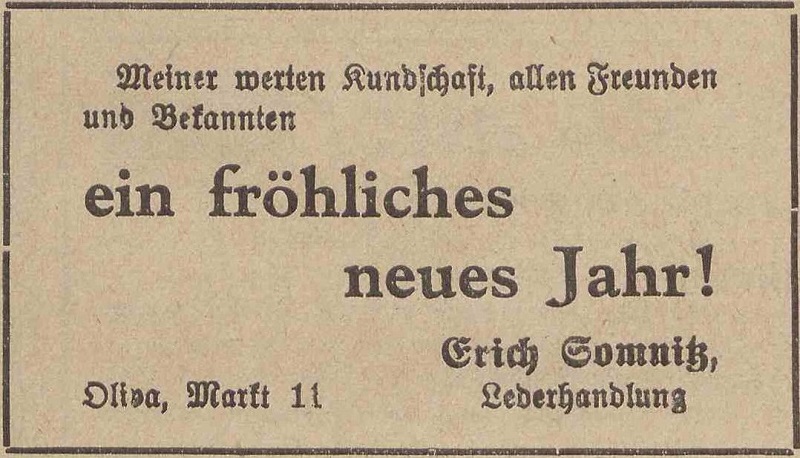 Meiner werten Kundschaft, allen Freunden
und Bekannten
ein fröhliches
neues Jahr!
Erich Somnitz,
Oliva, Markt 11
Lederhandlung